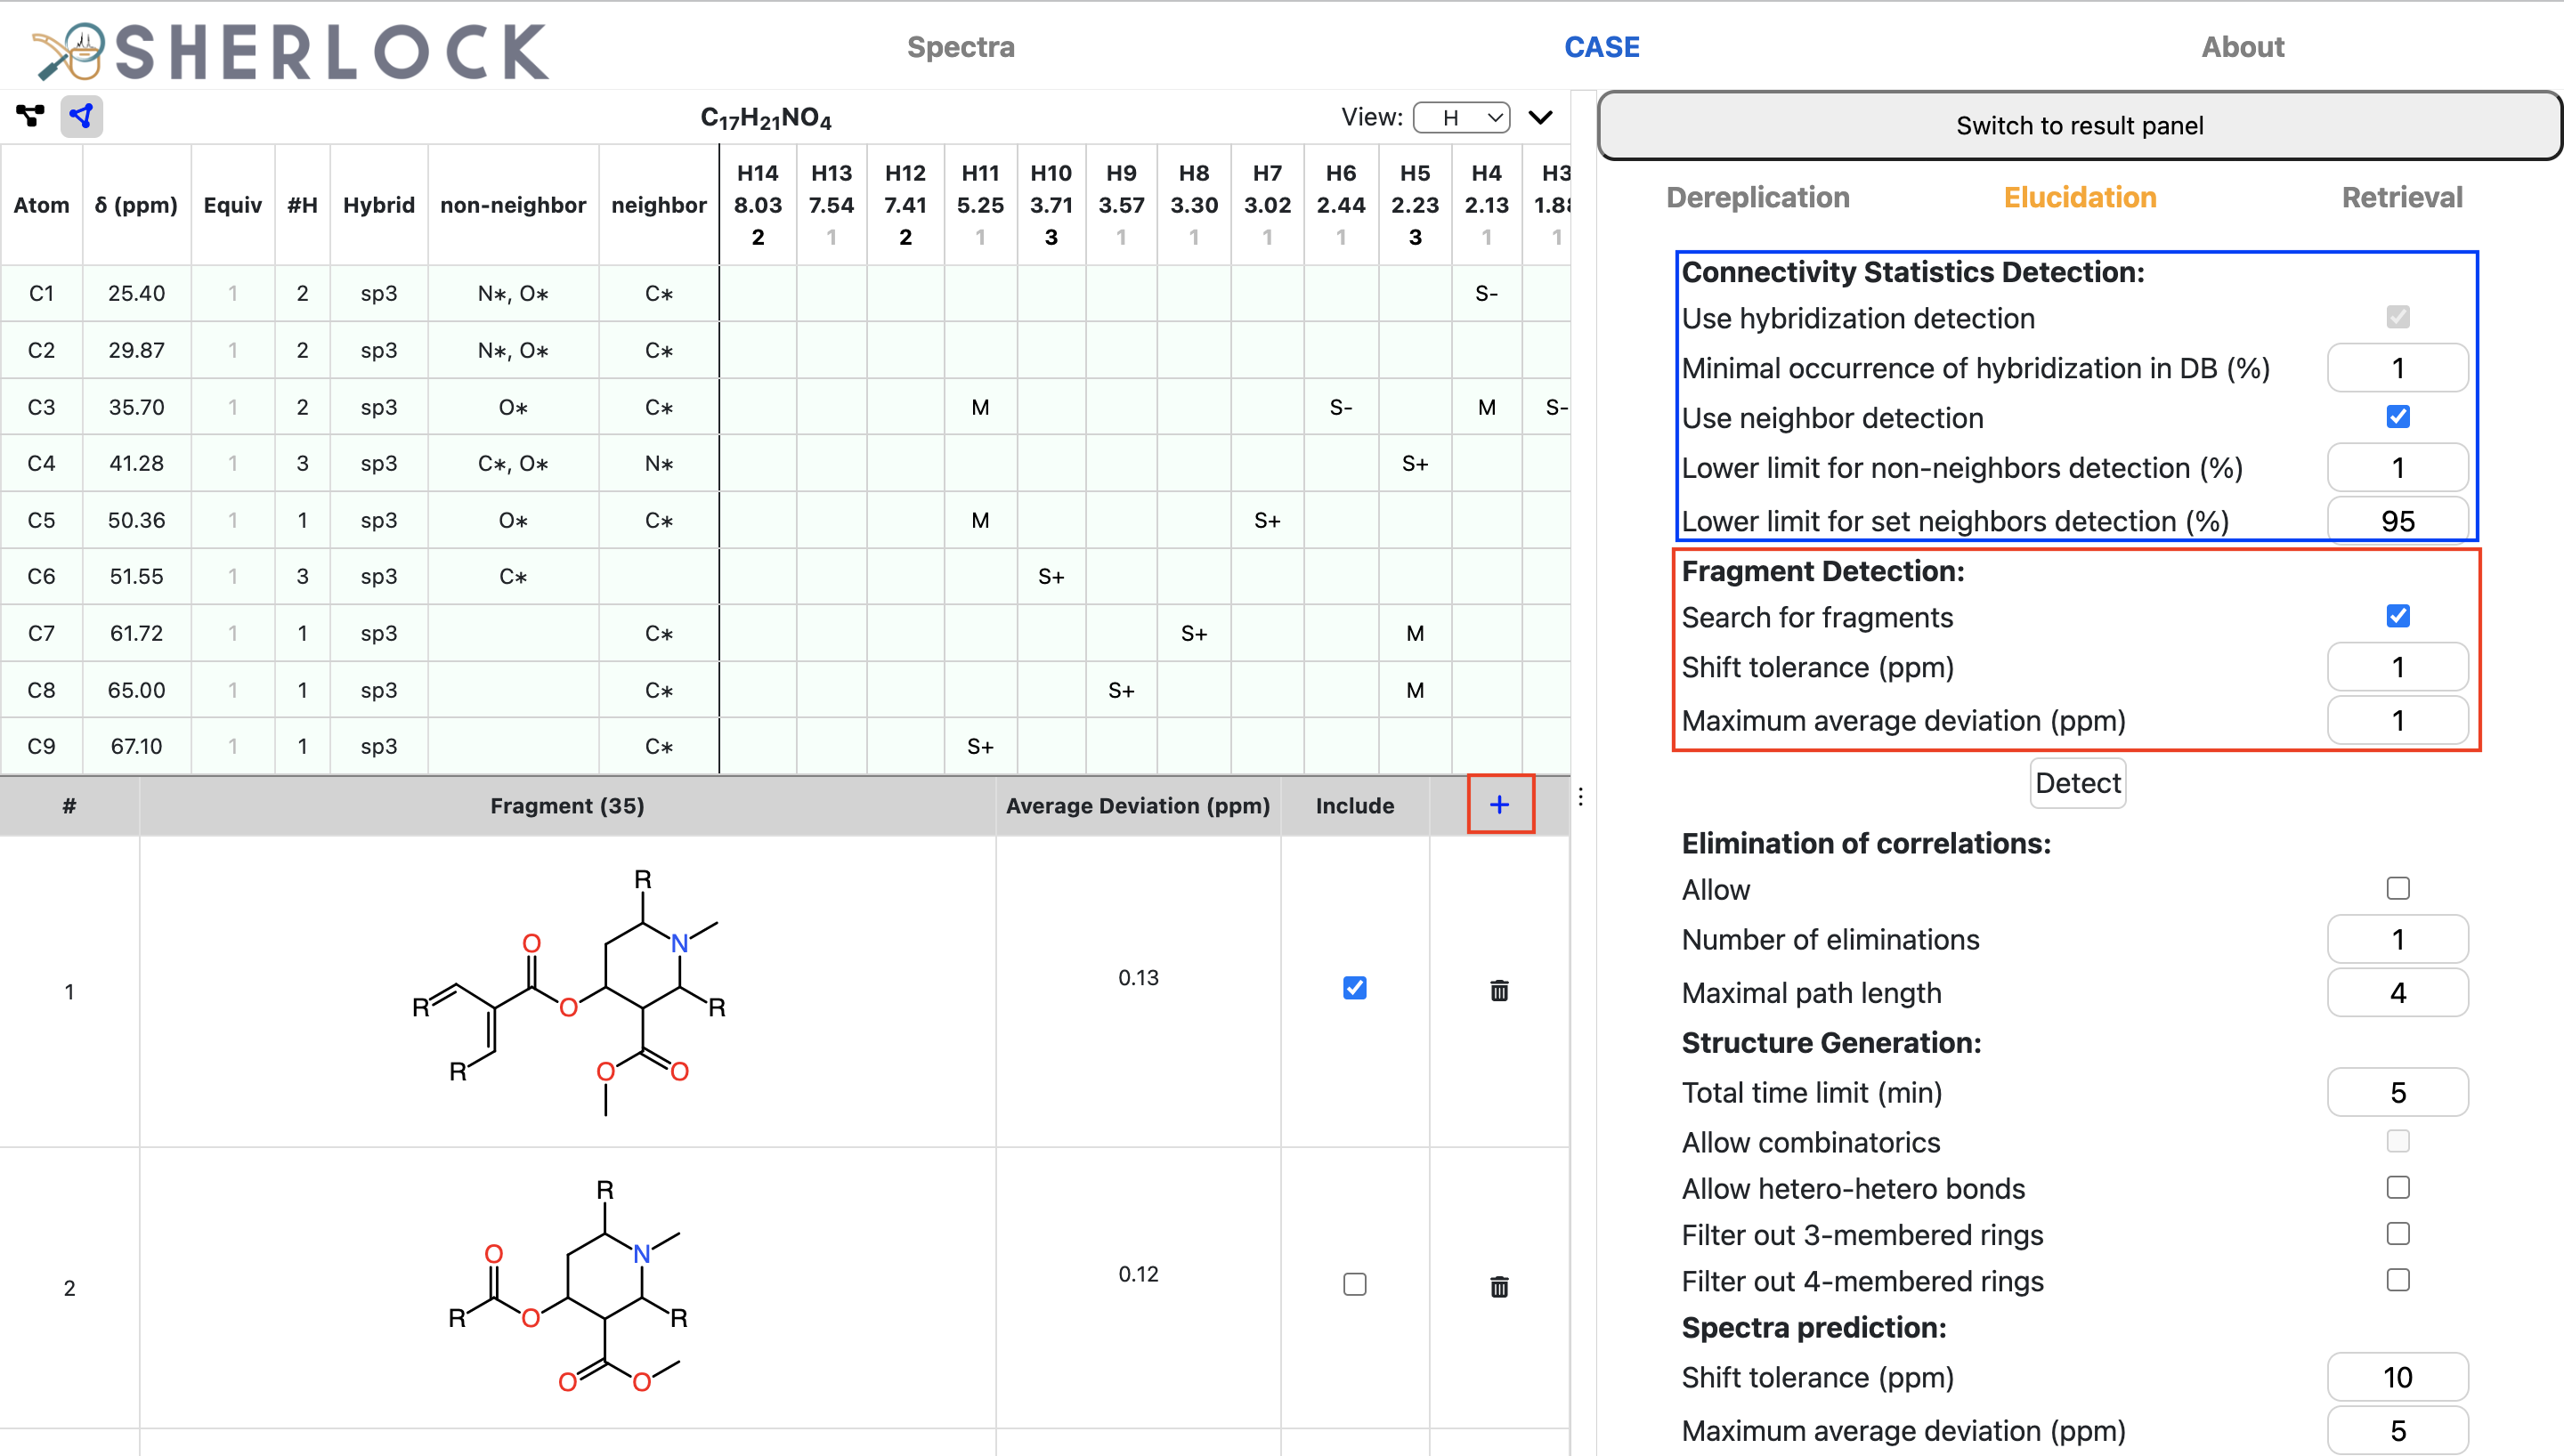 SHERLOCK
Spectra
CASE
About
C17H21NO4
View: H
Atom δ (ppm) Equiv #H Hybrid non-neighbor neighbor H14 8.03 2 H13 7.54 1 H12 7.41 2 H11 5.25 1 H10 3.71 3 H9 3.57 1 H8 3.30 1 H7 3.02 1 H6 2.44 1 H5 2.23 3 H4 2.13 1 H3 1.88 1
C1 25.40 1 2 sp3 N*, O* C* S-
C2 29.87 1 2 sp3 N*, O* C*
C3 35.70 1 2 sp3 O* C* M S- M S-
C4 41.28 1 3 sp3 C*, O* N* S+
C5 50.36 1 1 sp3 O* C* M S+
C6 51.55 1 3 sp3 C* S+
C7 61.72 1 1 sp3 C* S+ M
C8 65.00 1 1 sp3 C* S+ M
C9 67.10 1 1 sp3 C* S+
# Fragment (35) Average Deviation (ppm) Include +
1 0.13
R
N
O
R
O
R
R
O
O
2 0.12
R
N
O
R
O
R
O
O
Switch to result panel
Dereplication Elucidation Retrieval
Connectivity Statistics Detection:
Use hybridization detection
Minimal occurrence of hybridization in DB (%) 1
Use neighbor detection
Lower limit for non-neighbors detection (%) 1
Lower limit for set neighbors detection (%) 95
Fragment Detection:
Search for fragments
Shift tolerance (ppm) 1
Maximum average deviation (ppm) 1
Detect
Elimination of correlations:
Allow
Number of eliminations 1
Maximal path length 4
Structure Generation:
Total time limit (min) 5
Allow combinatorics
Allow hetero-hetero bonds
Filter out 3-membered rings
Filter out 4-membered rings
Spectra prediction:
Shift tolerance (ppm) 10
Maximum average deviation (ppm) 5